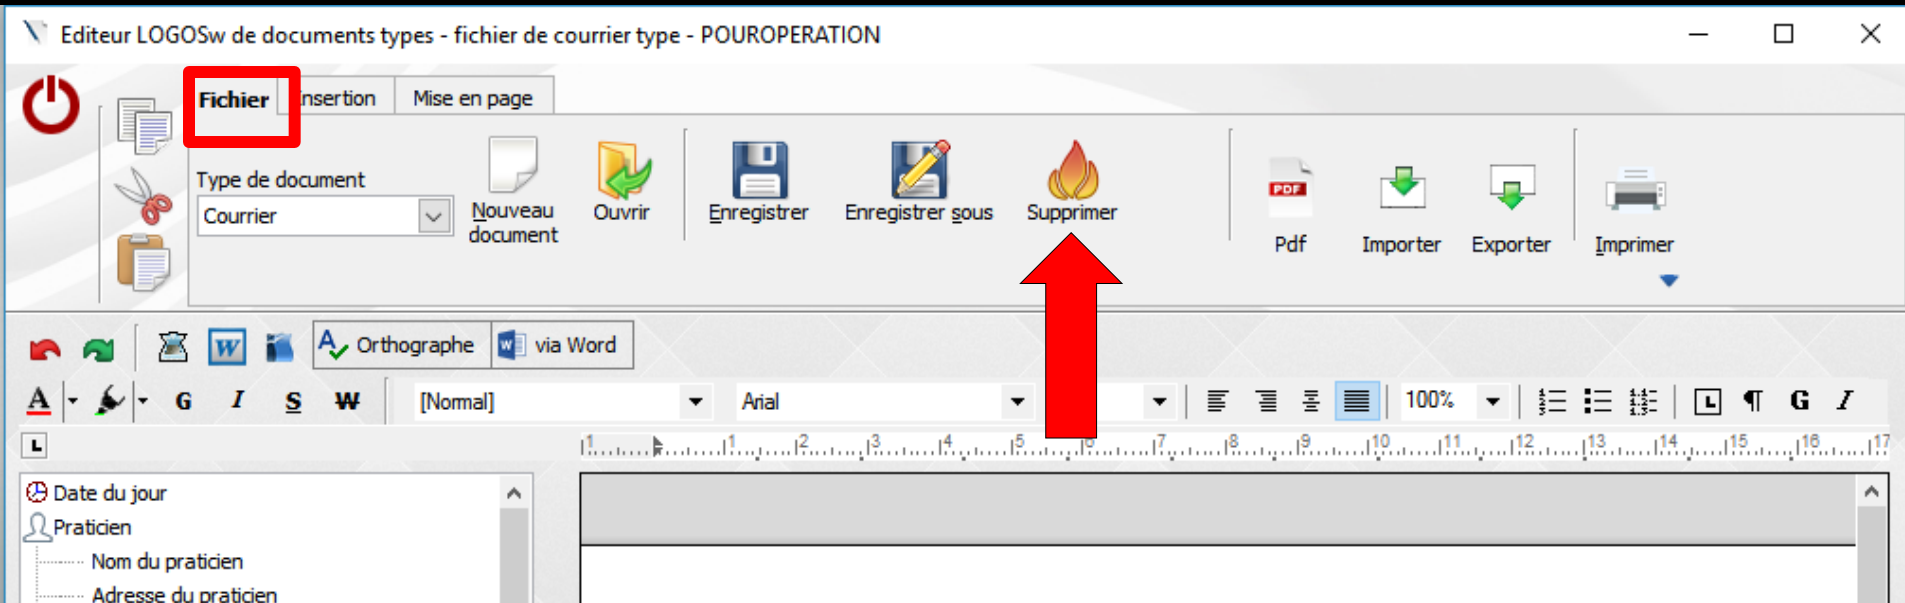 Editeur LOGOSw de documents types - fichier de courrier type - POUROPERATION
Fichier
nsertion
Mise en page
Type de document
Courrier
Nouveau
document
Ouvrir
Enregistrer
Enregistrer sous
Supprimer
PDF
Pdf
Importer
Exporter
Imprimer
W
A
Orthographe
W
via Word
A
G
I
S
W
[Normal]
Arial
100%
L
¶
G
I
L
1 1 2 3 4 5 6 7 8 9 10 11 12 13 14 15 16 17
Date du jour
Praticien
Nom du praticien
Adresse du praticien